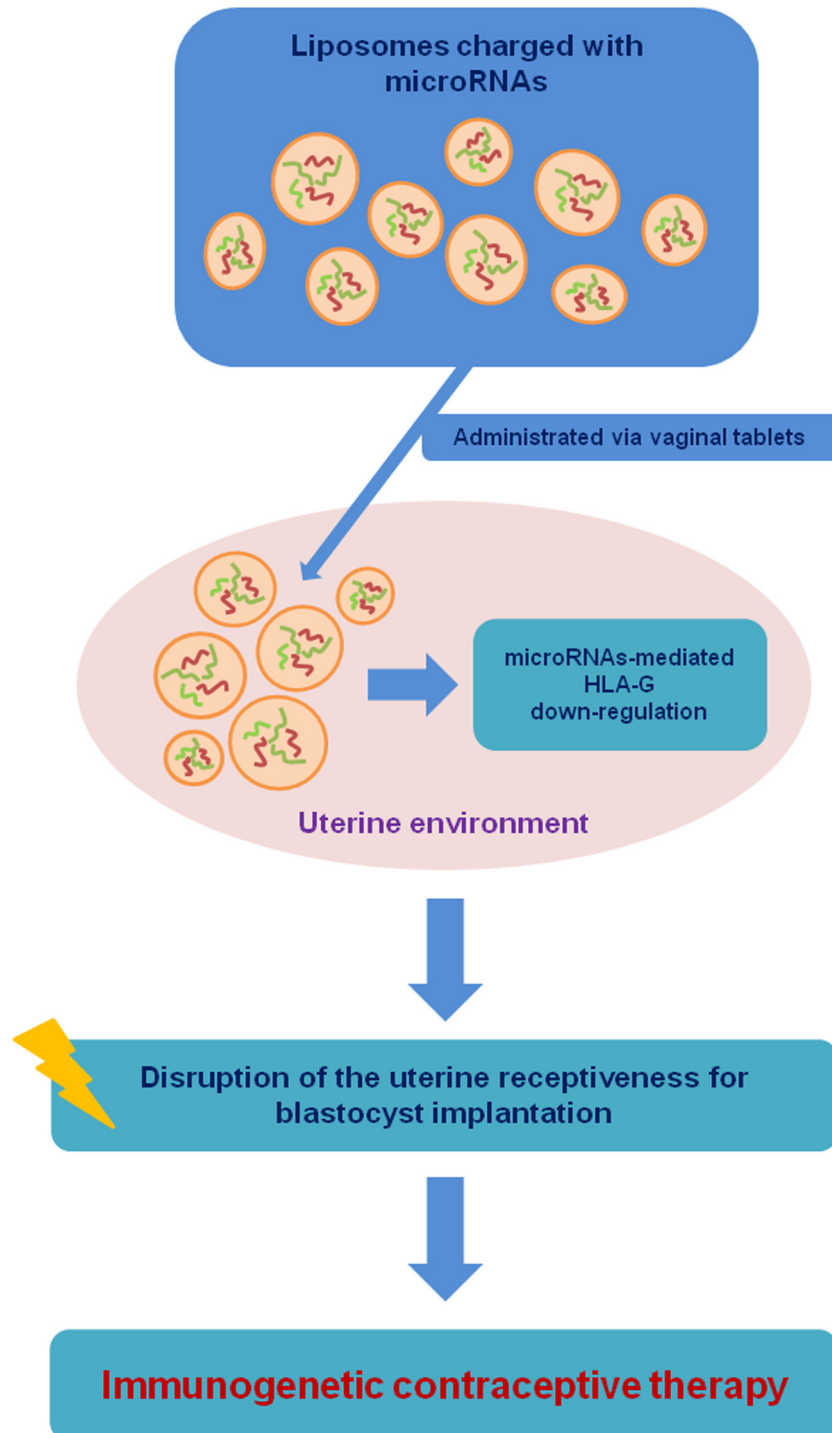 Liposomes charged with
microRNAs
Administrated via vaginal tablets
microRNAs-mediated
HLA-G
down-regulation
Uterine environment
Disruption of the uterine receptiveness for
blastocyst implantation
Immunogenetic contraceptive therapy